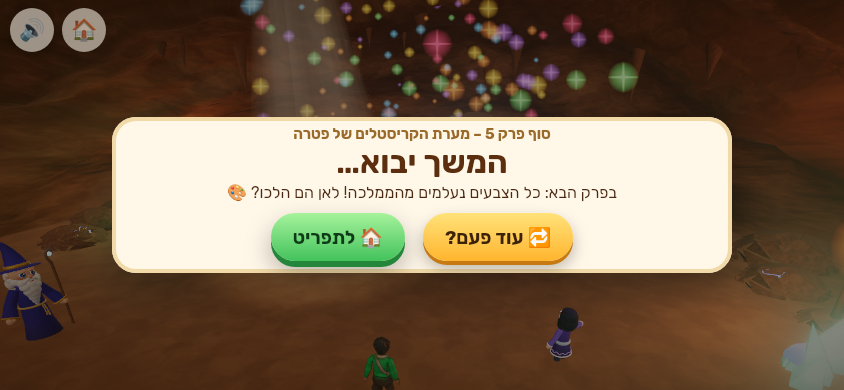 סוף פרק 5 – מערת הקריסטלים של פטרה
המשך יבוא...
בפרק הבא: כל הצבעים נעלמים מהממלכה! לאן הם הלכו? 🎨
🔁 עוד פעם?
🏠 לתפריט